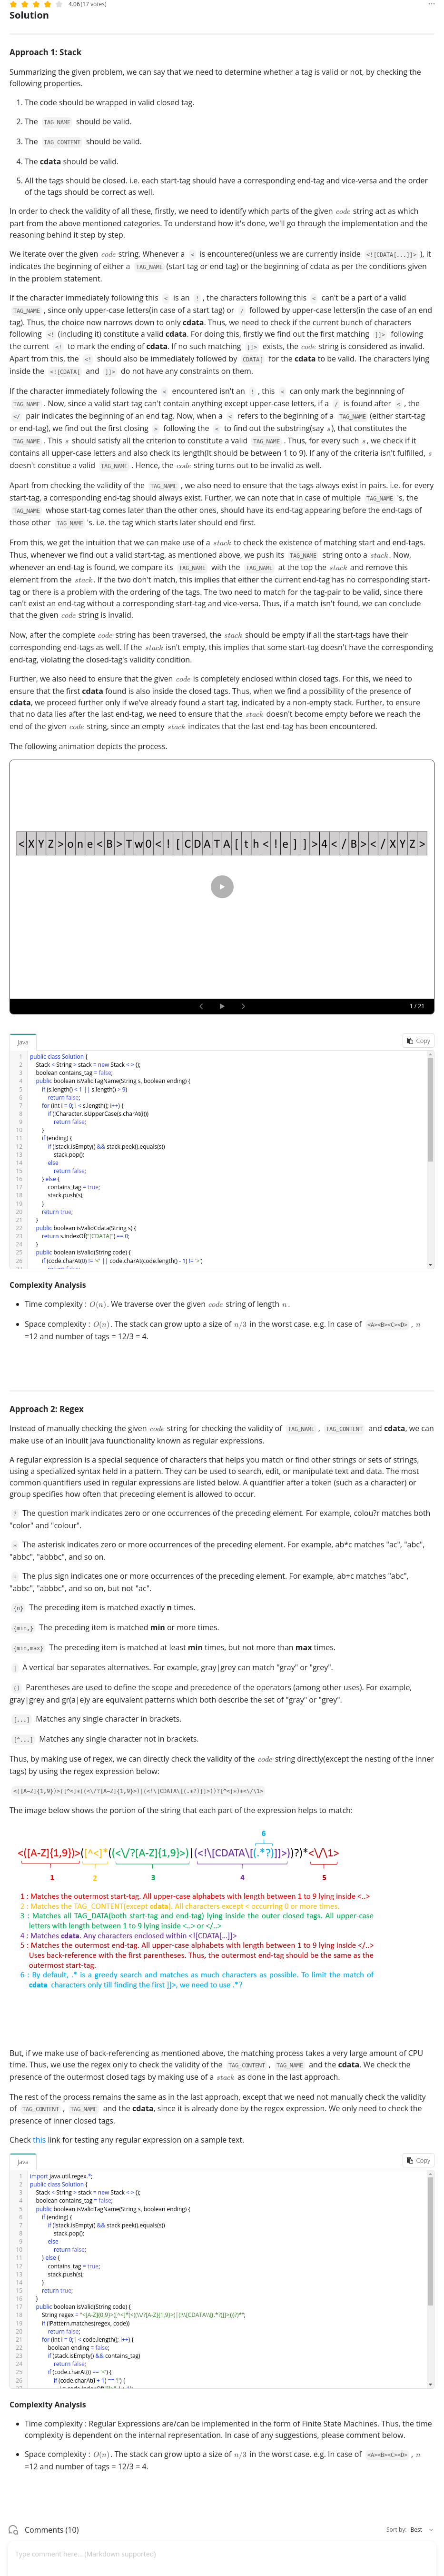 4.06 (17 votes)
Solution
Approach 1: Stack
Summarizing the given problem, we can say that we need to determine whether a tag is valid or not, by checking the
following properties.
1. The code should be wrapped in valid closed tag.
2. The TAG_NAME should be valid.
3. The TAG_CONTENT should be valid.
4. The cdata should be valid.
5. All the tags should be closed. i.e. each start-tag should have a corresponding end-tag and vice-versa and the order
of the tags should be correct as well.
In order to check the validity of all these, firstly, we need to identify which parts of the given code string act as which
part from the above mentioned categories. To understand how it's done, we'll go through the implementation and the
reasoning behind it step by step.
We iterate over the given code string. Whenever a < is encountered(unless we are currently inside <![CDATA[...]]> ), it
indicates the beginning of either a TAG_NAME (start tag or end tag) or the beginning of cdata as per the conditions given
in the problem statement.
If the character immediately following this < is an ! , the characters following this < can't be a part of a valid
TAG_NAME , since only upper-case letters(in case of a start tag) or / followed by upper-case letters(in the case of an end
tag). Thus, the choice now narrows down to only cdata. Thus, we need to check if the current bunch of characters
following <! (including it) constitute a valid cdata. For doing this, firstly we find out the first matching ]]> following
the current <! to mark the ending of cdata. If no such matching ]]> exists, the code string is considered as invalid.
Apart from this, the <! should also be immediately followed by CDATA[ for the cdata to be valid. The characters lying
inside the <![CDATA[ and ]]> do not have any constraints on them.
If the character immediately following the < encountered isn't an ! , this < can only mark the beginning of
TAG_NAME . Now, since a valid start tag can't contain anything except upper-case letters, if a / is found after < , the
</ pair indicates the beginning of an end tag. Now, when a < refers to the beginning of a TAG_NAME (either start-tag
or end-tag), we find out the first closing > following the < to find out the substring(say s), that constitutes the
TAG_NAME . This s should satisfy all the criterion to constitute a valid TAG_NAME . Thus, for every such s, we check if it
contains all upper-case letters and also check its length(It should be between 1 to 9). If any of the criteria isn't fulfilled, s
doesn't constitute a valid TAG_NAME . Hence, the code string turns out to be invalid as well.
Apart from checking the validity of the TAG_NAME , we also need to ensure that the tags always exist in pairs. i.e. for every
start-tag, a corresponding end-tag should always exist. Further, we can note that in case of multiple TAG_NAME 's, the
TAG_NAME whose start-tag comes later than the other ones, should have its end-tag appearing before the end-tags of
those other TAG_NAME 's. i.e. the tag which starts later should end first.
From this, we get the intuition that we can make use of a stack to check the existence of matching start and end-tags.
Thus, whenever we find out a valid start-tag, as mentioned above, we push its TAG_NAME string onto a stack. Now,
whenever an end-tag is found, we compare its TAG_NAME with the TAG_NAME at the top the stack and remove this
element from the stack. If the two don't match, this implies that either the current end-tag has no corresponding start-
tag or there is a problem with the ordering of the tags. The two need to match for the tag-pair to be valid, since there
can't exist an end-tag without a corresponding start-tag and vice-versa. Thus, if a match isn't found, we can conclude
that the given code string is invalid.
Now, after the complete code string has been traversed, the stack should be empty if all the start-tags have their
corresponding end-tags as well. If the stack isn't empty, this implies that some start-tag doesn't have the corresponding
end-tag, violating the closed-tag's validity condition.
Further, we also need to ensure that the given code is completely enclosed within closed tags. For this, we need to
ensure that the first cdata found is also inside the closed tags. Thus, when we find a possibility of the presence of
cdata, we proceed further only if we've already found a start tag, indicated by a non-empty stack. Further, to ensure
that no data lies after the last end-tag, we need to ensure that the stack doesn't become empty before we reach the
end of the given code string, since an empty stack indicates that the last end-tag has been encountered.
The following animation depicts the process.
<XYZ>one<B>Tw0<![CDATA[th<!e]]>4</B></XYZ>
1 / 21
Java
Copy
1 public class Solution {
2 Stack < String > stack = new Stack < > ();
3 boolean contains_tag = false;
4 public boolean isValidTagName(String s, boolean ending) {
5 if (s.length() < 1 || s.length() > 9)
6 return false;
7 for (int i = 0; i < s.length(); i++) {
8 if (!Character.isUpperCase(s.charAt(i)))
9 return false;
10 }
11 if (ending) {
12 if (!stack.isEmpty() && stack.peek().equals(s))
13 stack.pop();
14 else
15 return false;
16 } else {
17 contains_tag = true;
18 stack.push(s);
19 }
20 return true;
21 }
22 public boolean isValidCdata(String s) {
23 return s.indexOf("[CDATA[") == 0;
24 }
25 public boolean isValid(String code) {
26 if (code.charAt(0) != '<' || code.charAt(code.length() - 1) != '>')
27 return false;
Complexity Analysis
• Time complexity : O(n). We traverse over the given code string of length n.
• Space complexity : O(n). The stack can grow upto a size of n/3 in the worst case. e.g. In case of <A><B><C><D> , n
=12 and number of tags = 12/3 = 4.
Approach 2: Regex
Instead of manually checking the given code string for checking the validity of TAG_NAME , TAG_CONTENT and cdata, we can
make use of an inbuilt java functionality known as regular expressions.
A regular expression is a special sequence of characters that helps you match or find other strings or sets of strings,
using a specialized syntax held in a pattern. They can be used to search, edit, or manipulate text and data. The most
common quantifiers used in regular expressions are listed below. A quantifier after a token (such as a character) or
group specifies how often that preceding element is allowed to occur.
? The question mark indicates zero or one occurrences of the preceding element. For example, colou?r matches both
"color" and "colour".
* The asterisk indicates zero or more occurrences of the preceding element. For example, ab*c matches "ac", "abc",
"abbc", "abbbc", and so on.
+ The plus sign indicates one or more occurrences of the preceding element. For example, ab+c matches "abc",
"abbc", "abbbc", and so on, but not "ac".
{n} The preceding item is matched exactly n times.
{min,} The preceding item is matched min or more times.
{min,max} The preceding item is matched at least min times, but not more than max times.
| A vertical bar separates alternatives. For example, gray|grey can match "gray" or "grey".
() Parentheses are used to define the scope and precedence of the operators (among other uses). For example,
gray|grey and gr(a|e)y are equivalent patterns which both describe the set of "gray" or "grey".
[...] Matches any single character in brackets.
[^...] Matches any single character not in brackets.
Thus, by making use of regex, we can directly check the validity of the code string directly(except the nesting of the inner
tags) by using the regex expression below:
<([A-Z]{1,9})>([^<]*((<\/?[A-Z]{1,9}>)|(<!\[CDATA\[(.*?)]]>))?[^<]*)*<\/\1>
The image below shows the portion of the string that each part of the expression helps to match:
6
<([A-Z]{1,9})>([^<]*((<\/?[A-Z]{1,9}>)|(<!\[CDATA\[(.*?)]]>))?)*<\/\1>
1 2 3 4 5
1 : Matches the outermost start-tag. All upper-case alphabets with length between 1 to 9 lying inside <..>
2 : Matches the TAG_CONTENT(except cdata). All characters except < occurring 0 or more times.
3 : Matches all TAG_DATA(both start-tag and end-tag) lying inside the outer closed tags. All upper-case
letters with length between 1 to 9 lying inside <..> or </..>
4 : Matches cdata. Any characters enclosed within <![CDATA[...]]>
5 : Matches the outermost end-tag. All upper-case alphabets with length between 1 to 9 lying inside </..>
Uses back-reference with the first parentheses. Thus, the outermost end-tag should be the same as the
outermost start-tag.
6 : By default, .* is a greedy search and matches as much characters as possible. To limit the match of
cdata characters only till finding the first ]]>, we need to use .*?
But, if we make use of back-referencing as mentioned above, the matching process takes a very large amount of CPU
time. Thus, we use the regex only to check the validity of the TAG_CONTENT , TAG_NAME and the cdata. We check the
presence of the outermost closed tags by making use of a stack as done in the last approach.
The rest of the process remains the same as in the last approach, except that we need not manually check the validity
of TAG_CONTENT , TAG_NAME and the cdata, since it is already done by the regex expression. We only need to check the
presence of inner closed tags.
Check this link for testing any regular expression on a sample text.
Java
Copy
1 import java.util.regex.*;
2 public class Solution {
3 Stack < String > stack = new Stack < > ();
4 boolean contains_tag = false;
5 public boolean isValidTagName(String s, boolean ending) {
6 if (ending) {
7 if (!stack.isEmpty() && stack.peek().equals(s))
8 stack.pop();
9 else
10 return false;
11 } else {
12 contains_tag = true;
13 stack.push(s);
14 }
15 return true;
16 }
17 public boolean isValid(String code) {
18 String regex = "<[A-Z]{0,9}>([^<]*(<((\\/?[A-Z]{1,9}>)|(!\\[CDATA\\[(.*?)]]>)))?)*";
19 if (!Pattern.matches(regex, code))
20 return false;
21 for (int i = 0; i < code.length(); i++) {
22 boolean ending = false;
23 if (stack.isEmpty() && contains_tag)
24 return false;
25 if (code.charAt(i) == '<') {
26 if (code.charAt(i + 1) == '!') {
Complexity Analysis
• Time complexity : Regular Expressions are/can be implemented in the form of Finite State Machines. Thus, the time
complexity is dependent on the internal representation. In case of any suggestions, please comment below.
• Space complexity : O(n). The stack can grow upto a size of n/3 in the worst case. e.g. In case of <A><B><C><D> , n
=12 and number of tags = 12/3 = 4.
Comments (10)
Sort by: Best
Type comment here... (Markdown supported)